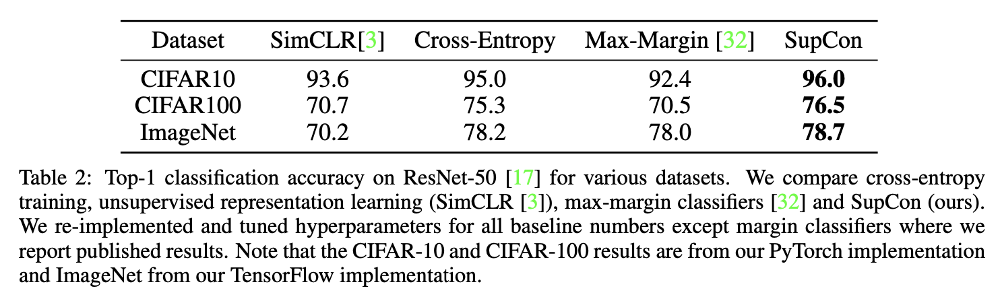 Dataset SimCLR[3] Cross-Entropy Max-Margin [32] SupCon
CIFAR10 93.6 95.0 92.4 96.0
CIFAR100 70.7 75.3 70.5 76.5
ImageNet 70.2 78.2 78.0 78.7
Table 2: Top-1 classification accuracy on ResNet-50 [17] for various datasets. We compare cross-entropy
training, unsupervised representation learning (SimCLR [3]), max-margin classifiers [32] and SupCon (ours).
We re-implemented and tuned hyperparameters for all baseline numbers except margin classifiers where we
report published results. Note that the CIFAR-10 and CIFAR-100 results are from our PyTorch implementation
and ImageNet from our TensorFlow implementation.